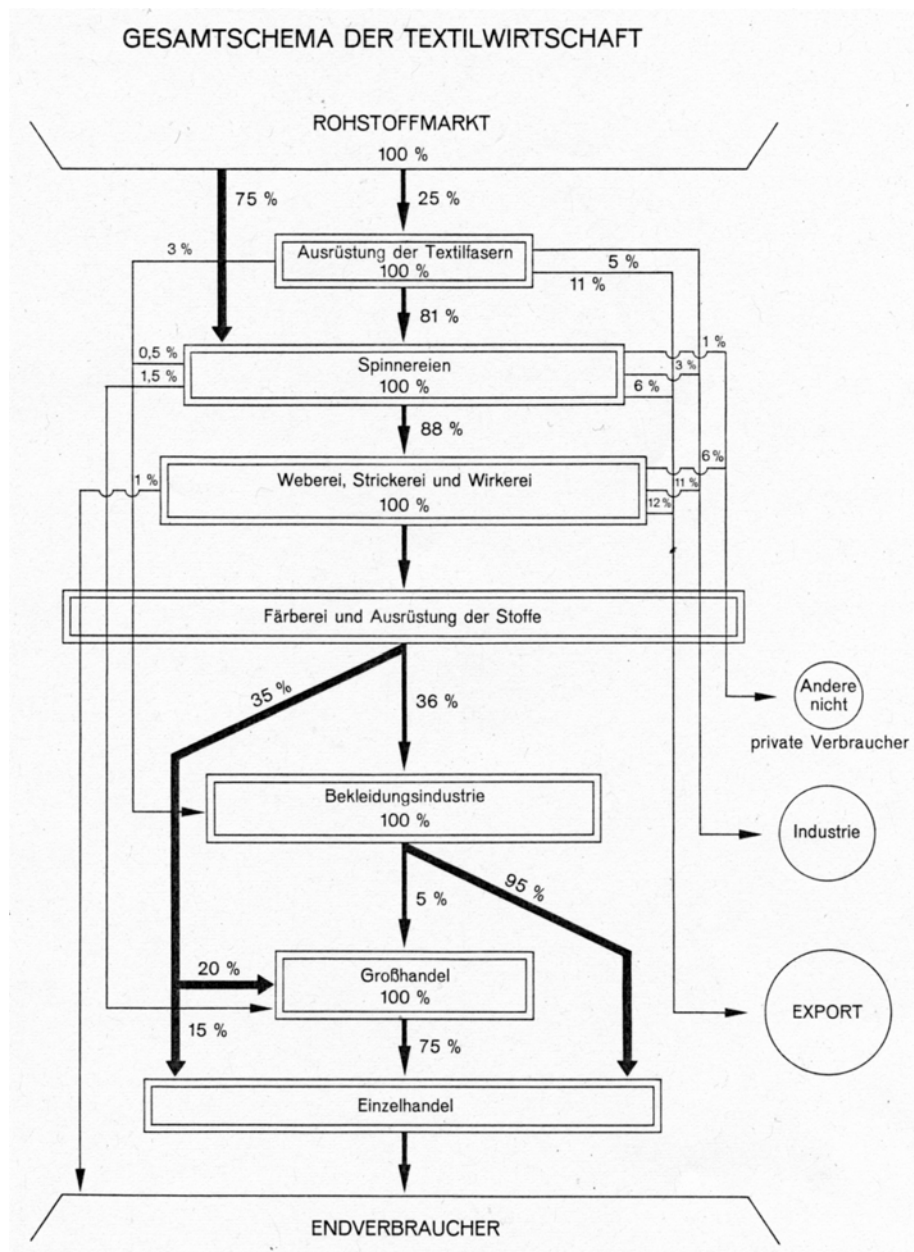 GESAMTSCHEMA DER TEXTILWIRTSCHAFT
ROHSTOFFMARKT
100 %
75 %
25 %
3 %
Ausrüstung der Textilfasern
100 %
5 %
11 %
81 %
0,5 %
1,5 %
Spinnereien
100 %
1 %
3 %
6 %
88 %
1 %
Weberei, Strickerei und Wirkerei
100 %
6 %
11 %
12 %
Färberei und Ausrüstung der Stoffe
35 %
36 %
Andere
nicht
private Verbraucher
Bekleidungsindustrie
100 %
Industrie
5 %
95 %
20 %
Großhandel
100 %
EXPORT
15 %
75 %
Einzelhandel
ENDVERBRAUCHER